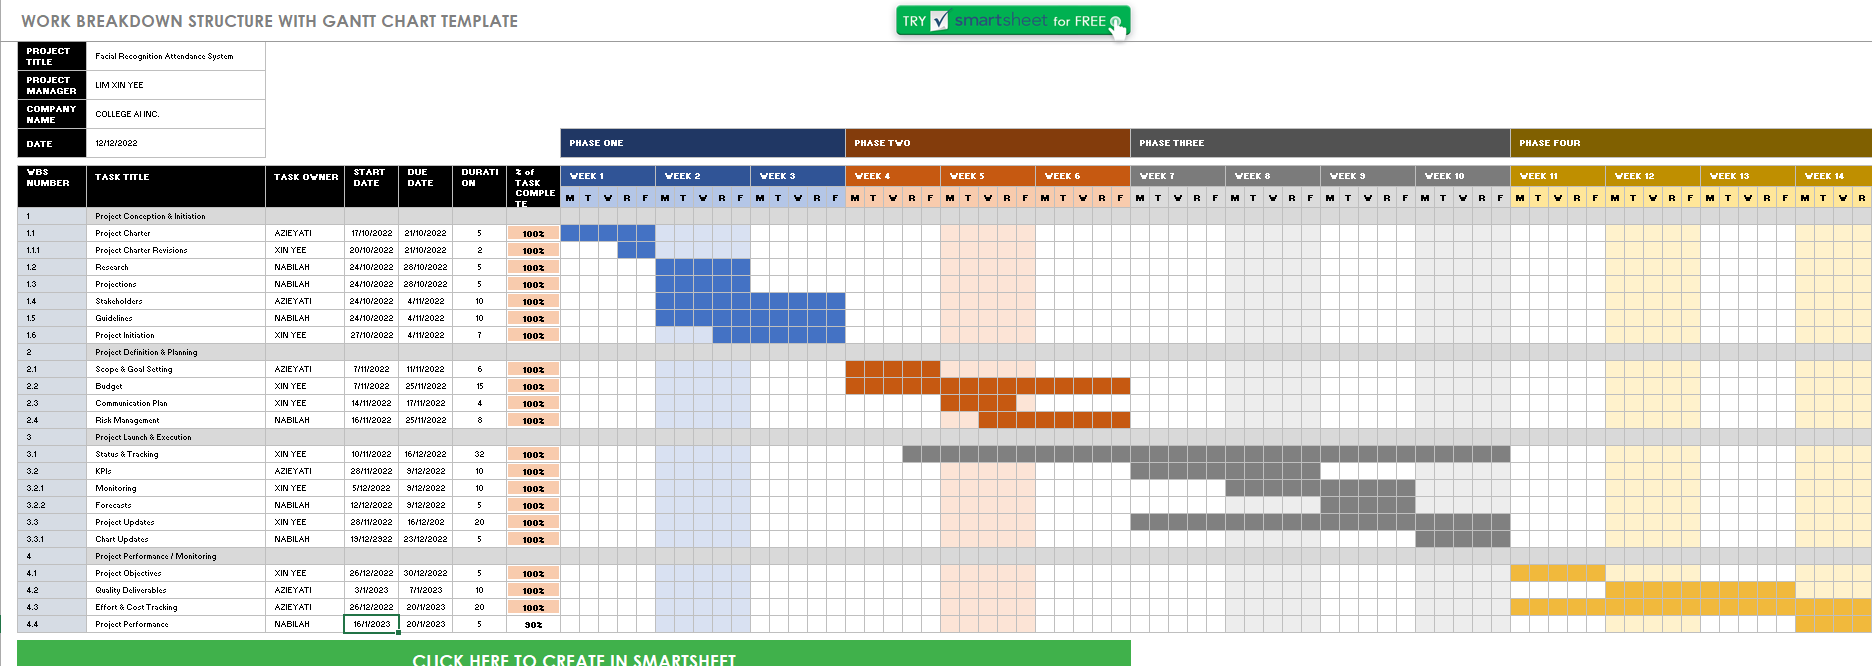 WORK BREAKDOWN STRUCTURE WITH GANTT CHART TEMPLATE
TRY smartsheet for FREE
PROJECT TITLE Facial Recognition Attendance System
PROJECT MANAGER LIM XIN YEE
COMPANY NAME COLLEGE AI INC.
DATE 12/12/2022
PHASE ONE PHASE TWO PHASE THREE PHASE FOUR
WBS NUMBER TASK TITLE TASK OWNER START DATE DUE DATE DURATI ON % of TASK COMPLE TE
WEEK 1 WEEK 2 WEEK 3 WEEK 4 WEEK 5 WEEK 6 WEEK 7 WEEK 8 WEEK 9 WEEK 10 WEEK 11 WEEK 12 WEEK 13 WEEK 14
M T W R F M T W R F M T W R F M T W R F M T W R F M T W R F M T W R F M T W R F M T W R F M T W R F M T W R F M T W R F M T W R F M T W R
1 Project Conception & Initiation
1.1 Project Charter AZIEYATI 17/10/2022 21/10/2022 5 100%
1.1.1 Project Charter Revisions XIN YEE 20/10/2022 21/10/2022 2 100%
1.2 Research NABILAH 24/10/2022 28/10/2022 5 100%
1.3 Projections NABILAH 24/10/2022 28/10/2022 5 100%
1.4 Stakeholders AZIEYATI 24/10/2022 4/11/2022 10 100%
1.5 Guidelines NABILAH 24/10/2022 4/11/2022 10 100%
1.6 Project Initiation XIN YEE 27/10/2022 4/11/2022 7 100%
2 Project Definition & Planning
2.1 Scope & Goal Setting AZIEYATI 7/11/2022 11/11/2022 6 100%
2.2 Budget XIN YEE 7/11/2022 25/11/2022 15 100%
2.3 Communication Plan XIN YEE 14/11/2022 17/11/2022 4 100%
2.4 Risk Management NABILAH 16/11/2022 25/11/2022 8 100%
3 Project Launch & Execution
3.1 Status & Tracking XIN YEE 10/11/2022 16/12/2022 32 100%
3.2 KPIs AZIEYATI 28/11/2022 9/12/2022 10 100%
3.2.1 Monitoring XIN YEE 5/12/2022 9/12/2022 10 100%
3.2.2 Forecasts NABILAH 12/12/2022 9/12/2022 5 100%
3.3 Project Updates XIN YEE 28/11/2022 16/12/202 20 100%
3.3.1 Chart Updates NABILAH 19/12/2922 23/12/2022 5 100%
4 Project Performance / Monitoring
4.1 Project Objectives XIN YEE 26/12/2022 30/12/2022 5 100%
4.2 Quality Deliverables AZIEYATI 3/1/2023 7/1/2023 10 100%
4.3 Effort & Cost Tracking AZIEYATI 26/12/2022 20/1/2023 20 100%
4.4 Project Performance NABILAH 16/1/2023 20/1/2023 5 90%
CLICK HERE TO CREATE IN SMARTSHEET